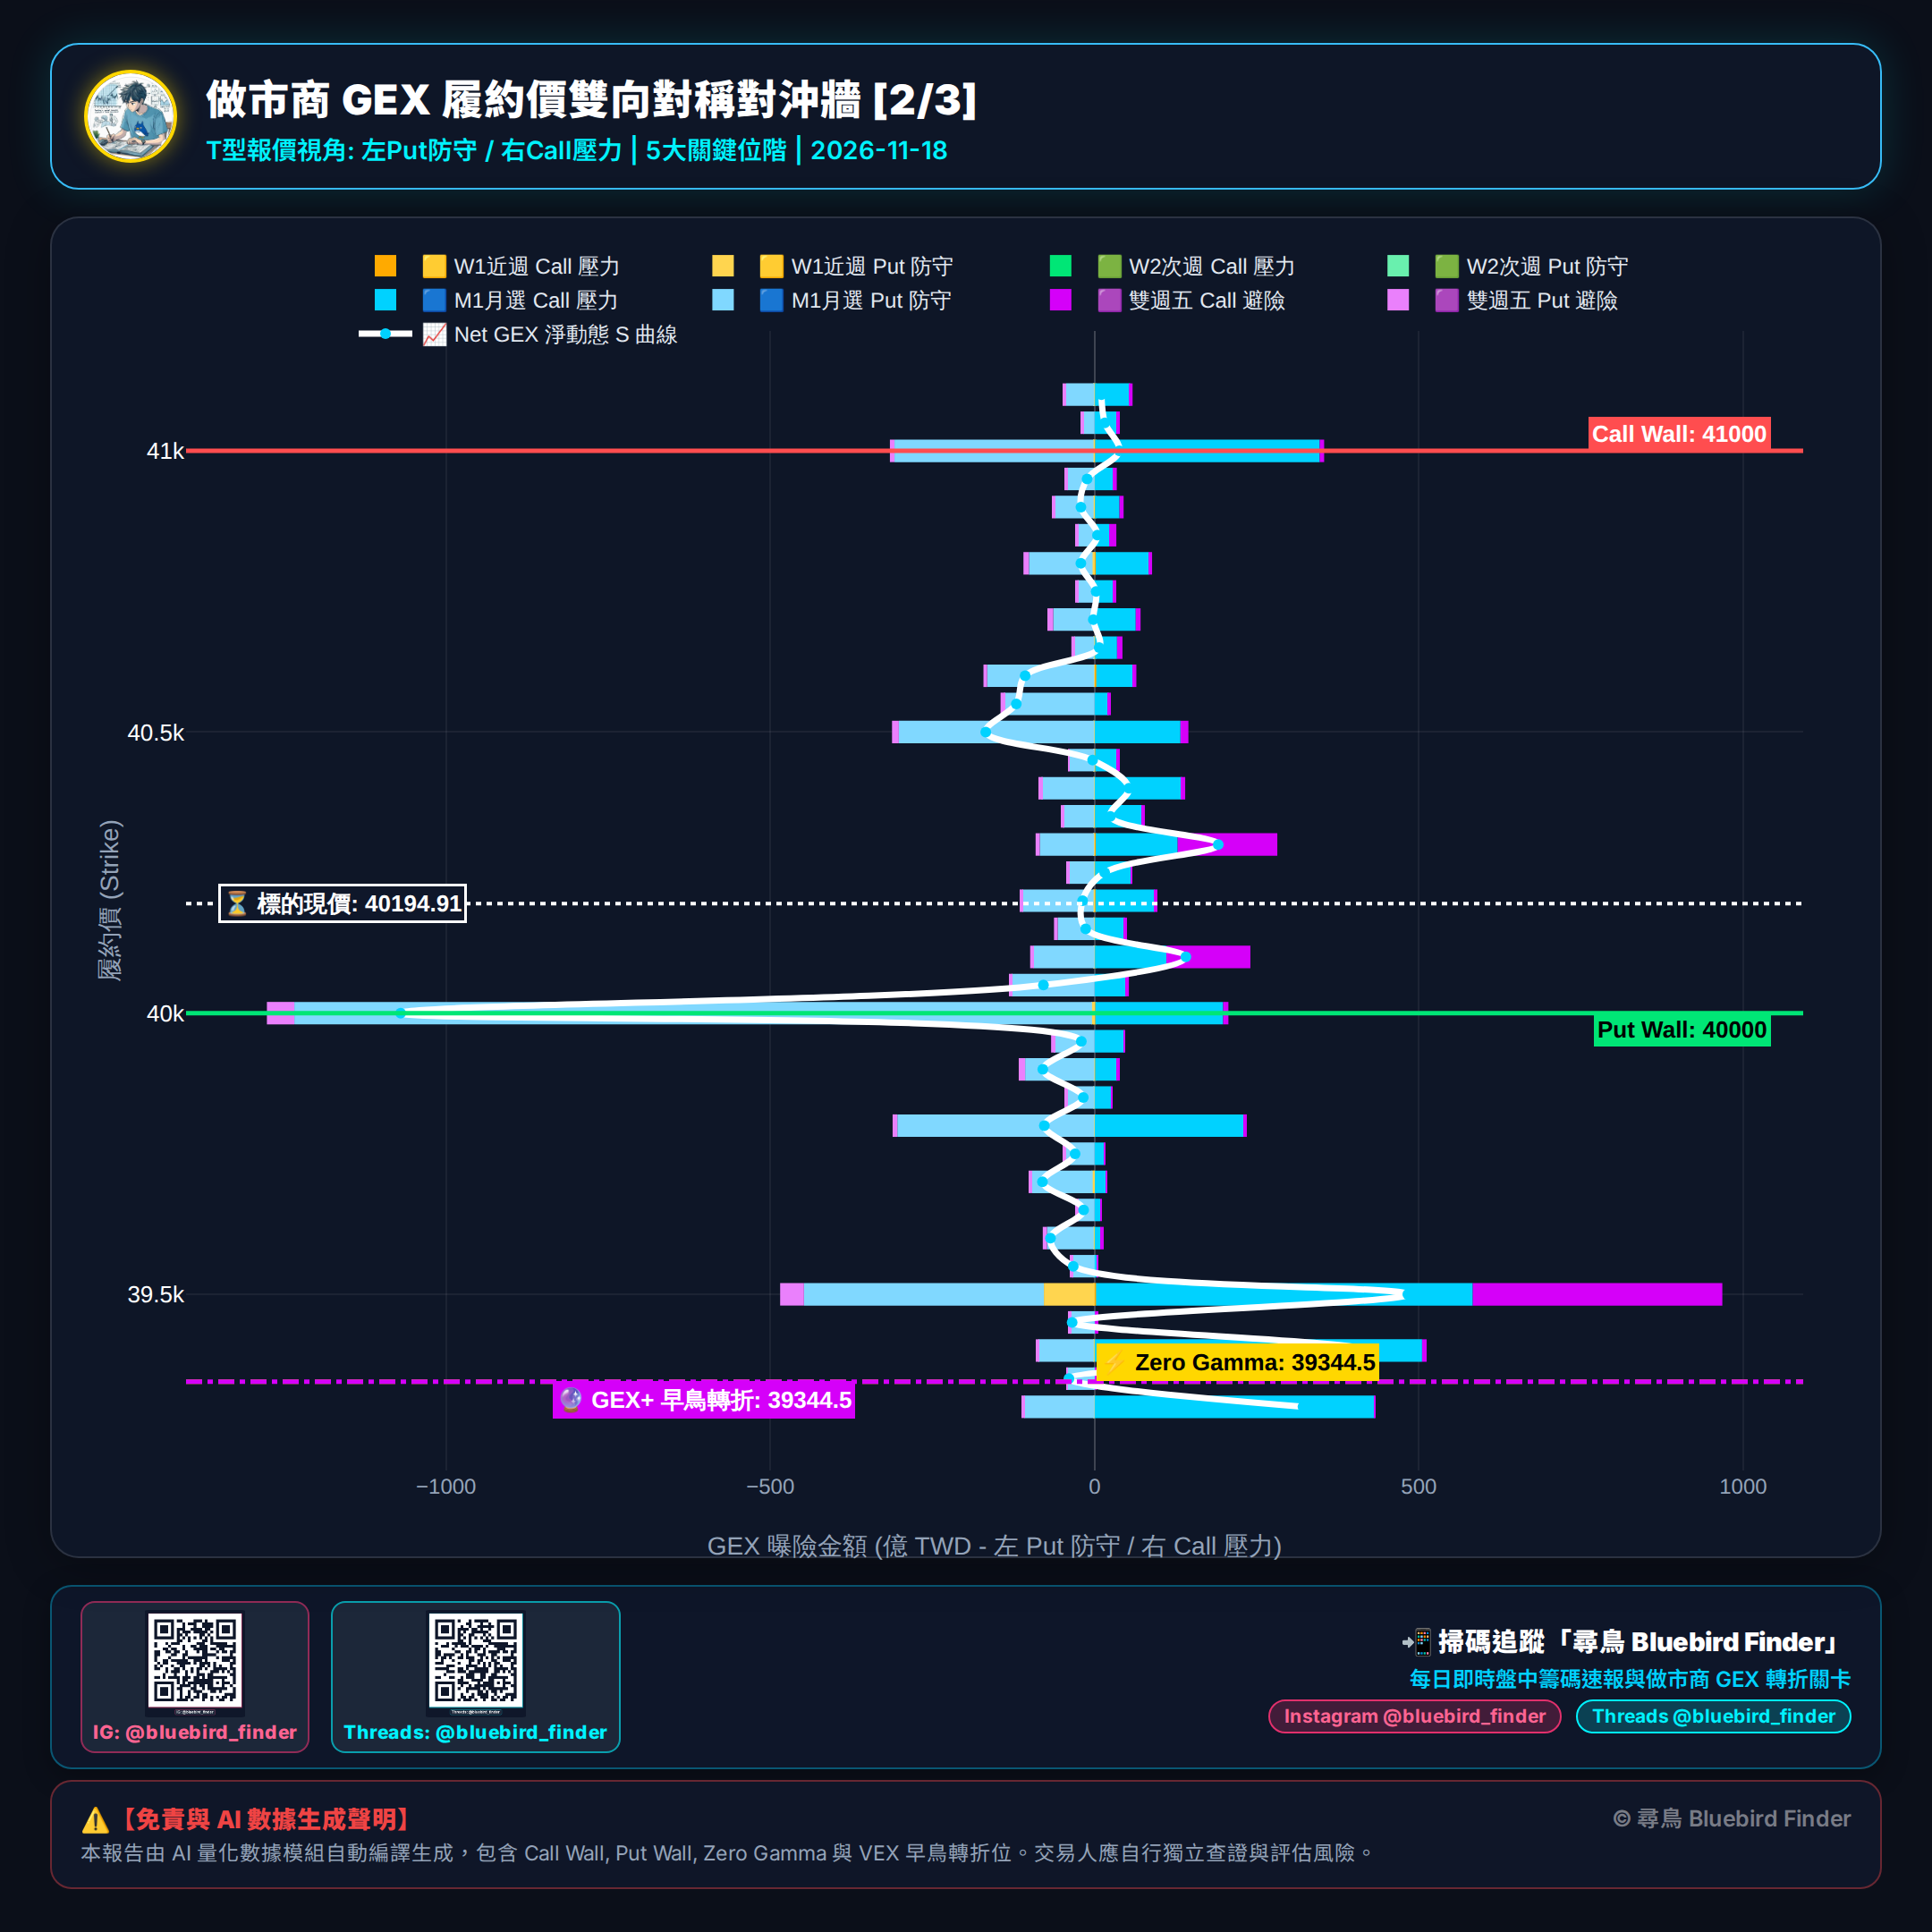 做市商 GEX 履約價雙向對稱對沖牆 [2/3]
T型報價視角: 左Put防守 / 右Call壓力 | 5大關鍵位階 | 2026-11-18
🟨 W1近週 Call 壓力
🟨 W1近週 Put 防守
🟩 W2次週 Call 壓力
🟩 W2次週 Put 防守
🟦 M1月選 Call 壓力
🟦 M1月選 Put 防守
🟪 雙週五 Call 避險
🟪 雙週五 Put 避險
📈 Net GEX 淨動態 S 曲線
Call Wall: 41000
41k
40.5k
履約價 (Strike)
⏳ 標的現價: 40194.91
40k
Put Wall: 40000
39.5k
⚡ Zero Gamma: 39344.5
🔮 GEX+ 早鳥轉折: 39344.5
−1000
−500
0
500
1000
GEX 曝險金額 (億 TWD - 左 Put 防守 / 右 Call 壓力)
IG: @bluebird_finder
Threads: @bluebird_finder
IG: @bluebird_finder
Threads: @bluebird_finder
📲 掃碼追蹤「尋鳥 Bluebird Finder」
每日即時盤中籌碼速報與做市商 GEX 轉折關卡
Instagram @bluebird_finder
Threads @bluebird_finder
⚠️【免責與 AI 數據生成聲明】
© 尋鳥 Bluebird Finder
本報告由 AI 量化數據模組自動編譯生成，包含 Call Wall, Put Wall, Zero Gamma 與 VEX 早鳥轉折位。交易人應自行獨立查證與評估風險。